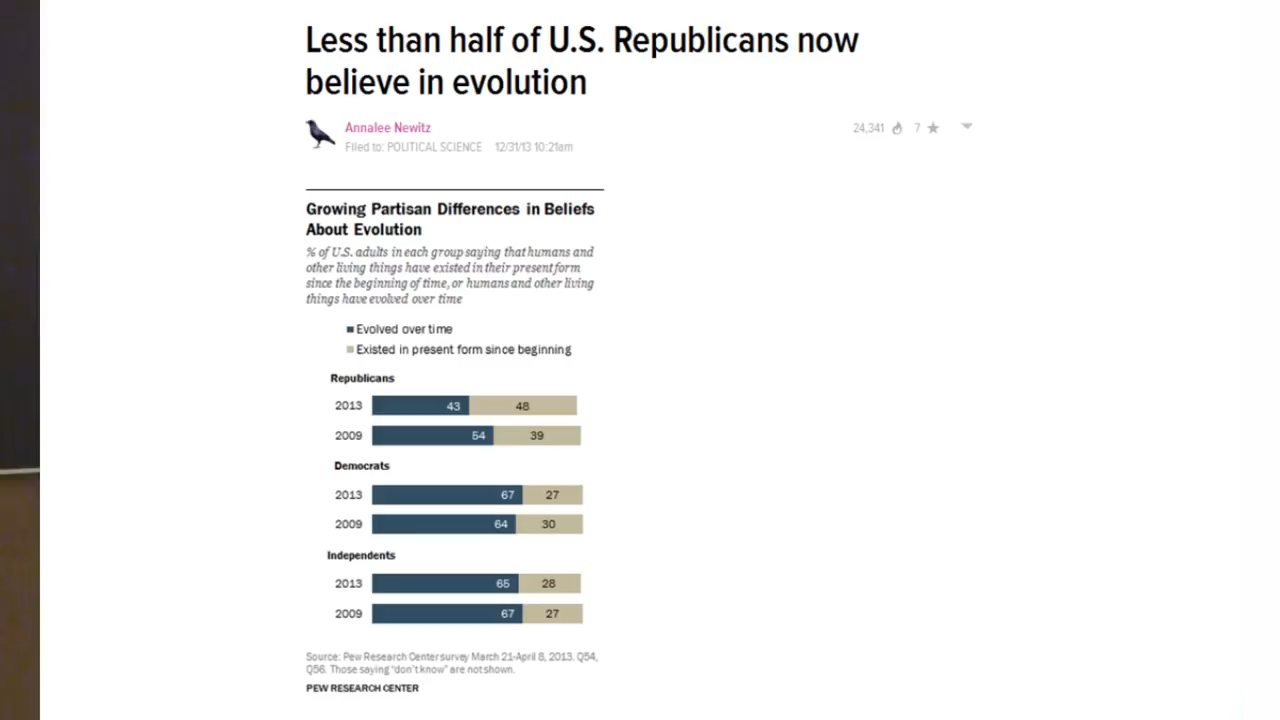 Less than half of U.S. Republicans now
believe in evolution
Annalee Newitz
Filed to: POLITICAL SCIENCE 12/31/13 10:21am
24,341 7
Growing Partisan Differences in Beliefs
About Evolution
% of U.S. adults in each group saying that humans and
other living things have existed in their present form
since the beginning of time, or humans and other living
things have evolved over time
Evolved over time
Existed in present form since beginning
Republicans
2013 43 48
2009 54 39
Democrats
2013 67 27
2009 64 30
Independents
2013 65 28
2009 67 27
Source: Pew Research Center survey March 21-April 8, 2013. Q54,
Q56. Those saying "don't know" are not shown.
PEW RESEARCH CENTER